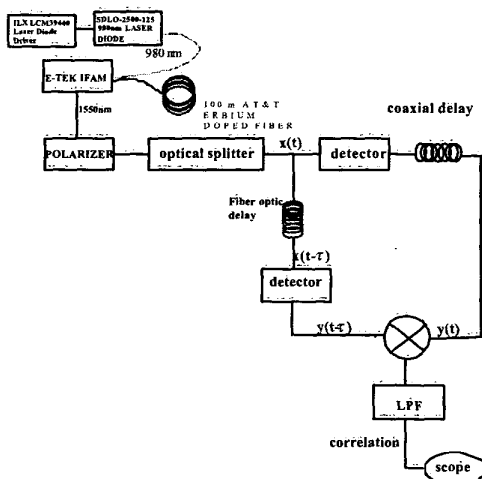 ILX LCM39440
Laser Diode
Driver
SDLO-2500-125
980nm LASER
DIODE
980 nm
E-TEK IFAM
1550nm
100 m AT&T
ERBIUM
DOPED FIBER
coaxial delay
POLARIZER
optical splitter
x(t)
detector
Fiber optic
delay
x(t-τ)
detector
y(t-τ)
y(t)
LPF
correlation
scope